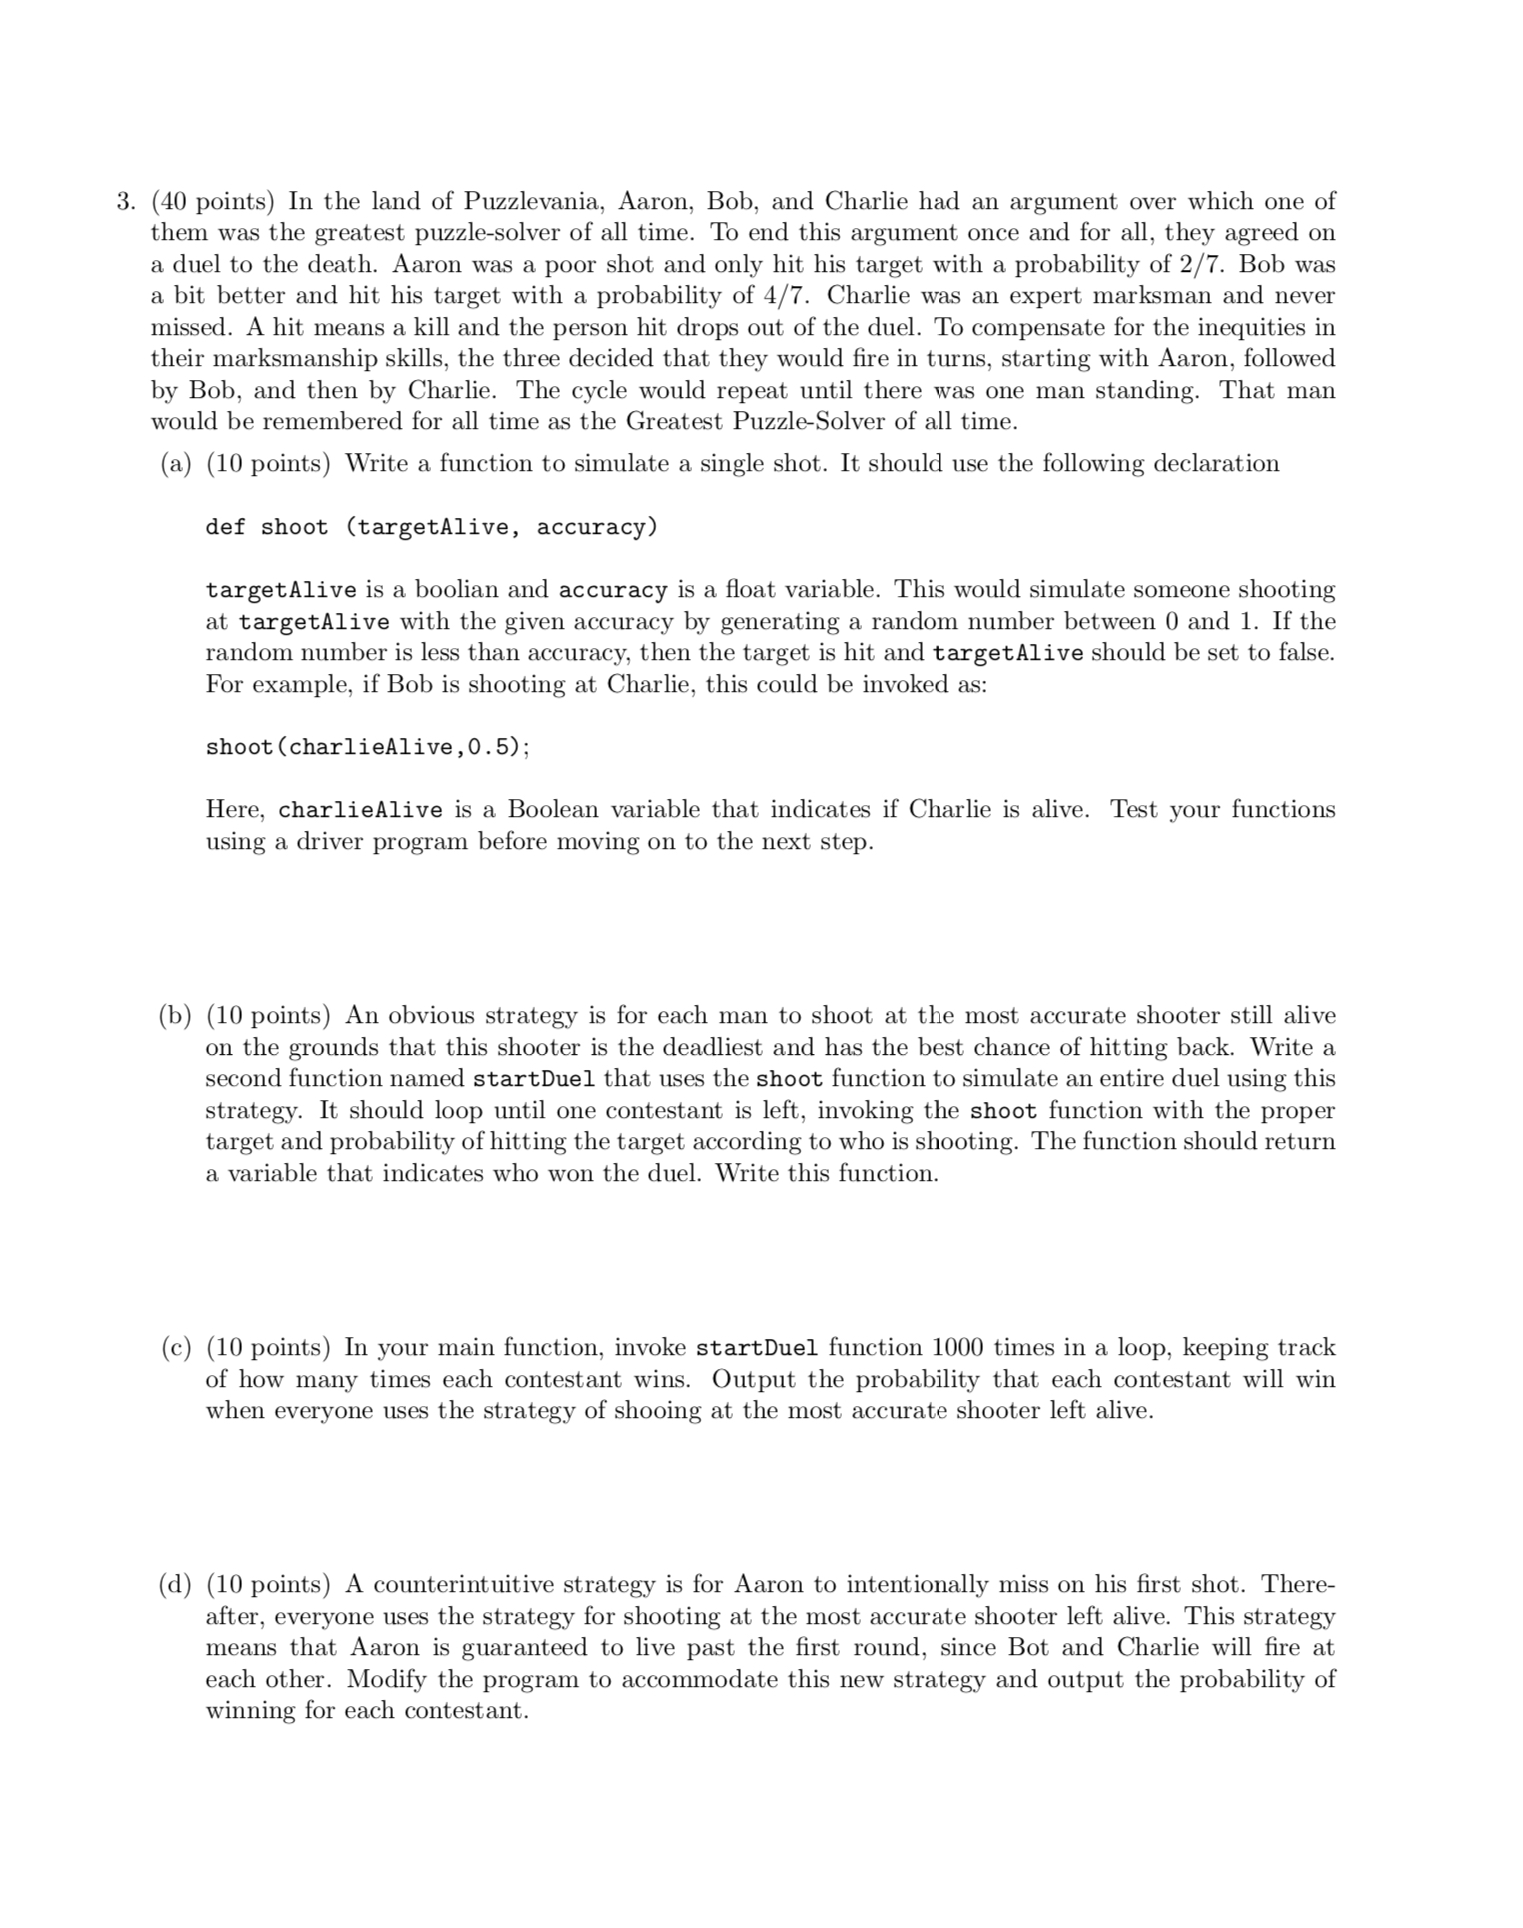 3. (40 points) In the land of Puzzlevania, Aaron, Bob, and Charlie had an argument over which one of
them was the greatest puzzle-solver of all time. To end this argument once and for all, they agreed on
a duel to the death. Aaron was a poor shot and only hit his target with a probability of 2/7. Bob was
a bit better and hit his target with a probability of 4/7. Charlie was an expert marksman and never
missed. A hit means a kill and the person hit drops out of the duel. To compensate for the inequities in
their marksmanship skills, the three decided that they would fire in turns, starting with Aaron, followed
by Bob, and then by Charlie. The cycle would repeat until there was one man standing. That man
would be remembered for all time as the Greatest Puzzle-Solver of all time.
(a) (10 points) Write a function to simulate a single shot. It should use the following declaration
def shoot (targetAlive, accuracy)
targetAlive is a boolian and accuracy is a float variable. This would simulate someone shooting
at targetAlive with the given accuracy by generating a random number between 0 and 1. If the
random number is less than accuracy, then the target is hit and targetAlive should be set to false.
For example, if Bob is shooting at Charlie, this could be invoked as:
shoot(charlieAlive,0.5);
Here, charlieAlive is a Boolean variable that indicates if Charlie is alive. Test your functions
using a driver program before moving on to the next step.
(b) (10 points) An obvious strategy is for each man to shoot at the most accurate shooter still alive
on the grounds that this shooter is the deadliest and has the best chance of hitting back. Write a
second function named startDuel that uses the shoot function to simulate an entire duel using this
strategy. It should loop until one contestant is left, invoking the shoot function with the proper
target and probability of hitting the target according to who is shooting. The function should return
a variable that indicates who won the duel. Write this function.
(c) (10 points) In your main function, invoke startDuel function 1000 times in a loop, keeping track
of how many times each contestant wins. Output the probability that each contestant will win
when everyone uses the strategy of shooing at the most accurate shooter left alive.
(d) (10 points) A counterintuitive strategy is for Aaron to intentionally miss on his first shot. There-
after, everyone uses the strategy for shooting at the most accurate shooter left alive. This strategy
means that Aaron is guaranteed to live past the first round, since Bot and Charlie will fire at
each other. Modify the program to accommodate this new strategy and output the probability of
winning for each contestant.